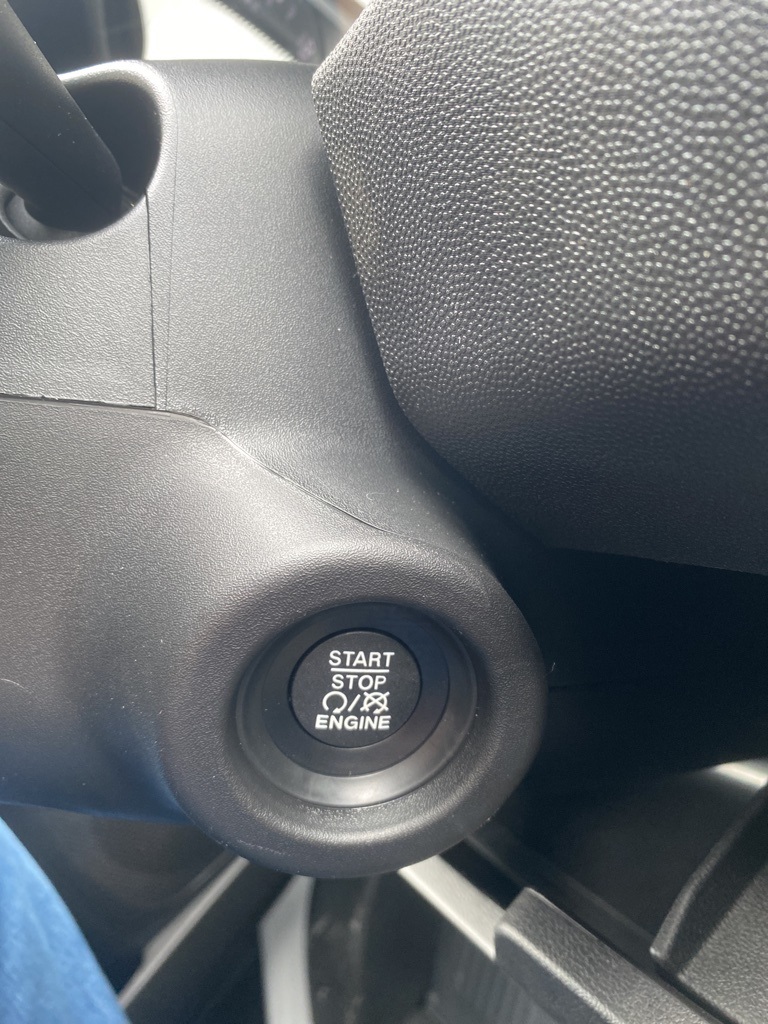 START
STOP
/
ENGINE